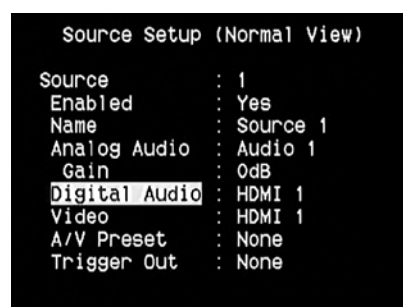 Source Setup (Normal View)
Source : 1
Enabled : Yes
Name : Source 1
Analog Audio : Audio 1
Gain : 0dB
Digital Audio : HDMI 1
Video : HDMI 1
A/V Preset : None
Trigger Out : None